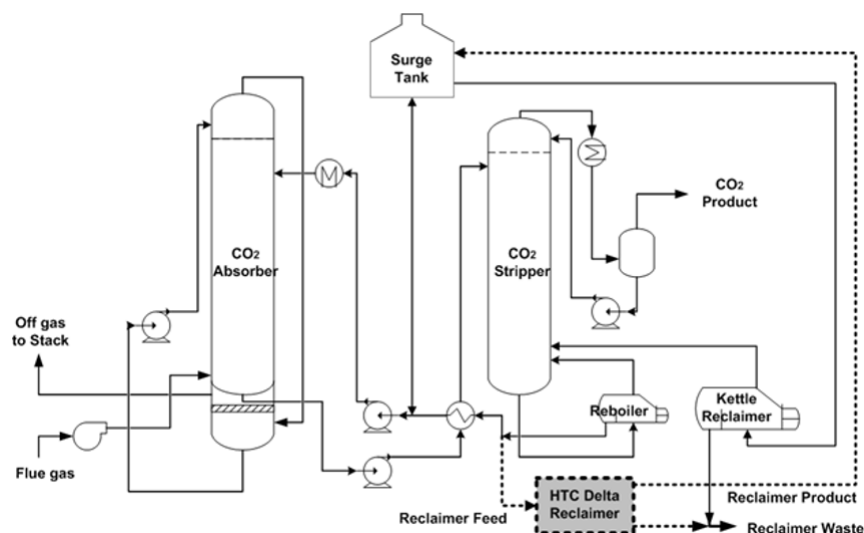 Surge
Tank
CO2
Product
CO2
Absorber
CO2
Stripper
Off gas
to Stack
Reboiler
Kettle
Reclaimer
Flue gas
HTC Delta
Reclaimer
Reclaimer Product
Reclaimer Feed
Reclaimer Waste